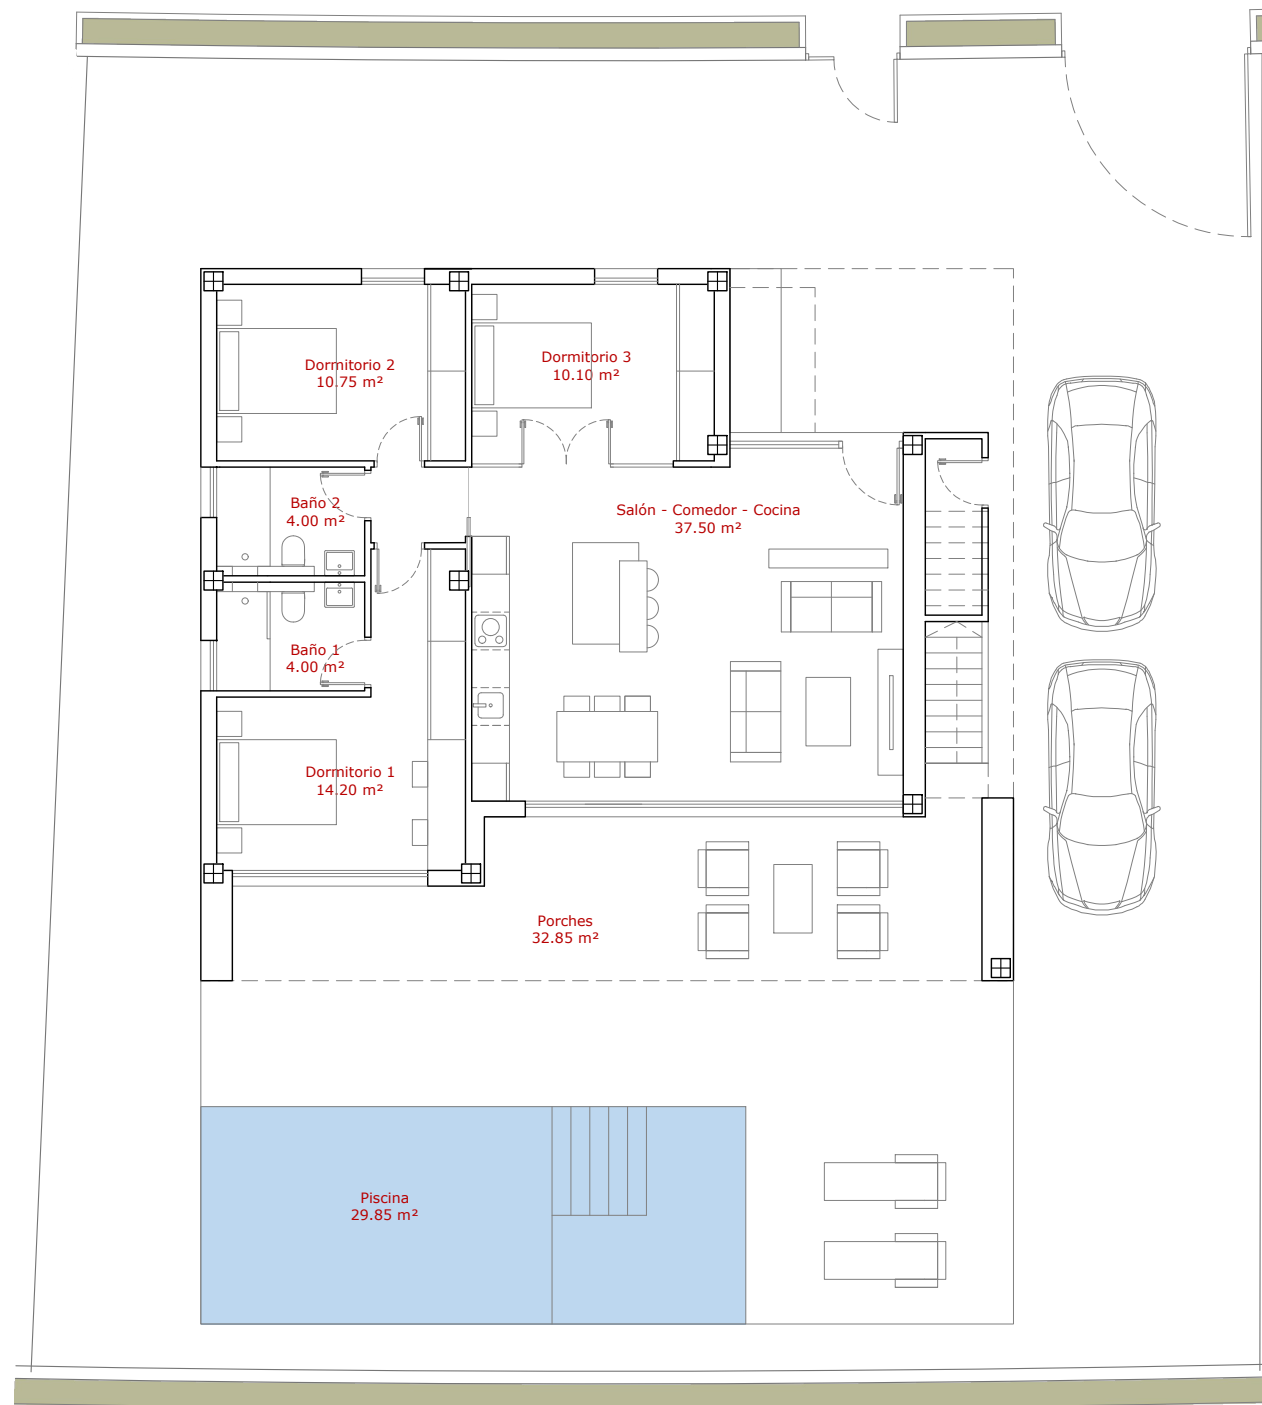 Dormitorio 2
10.75 m²
Dormitorio 3
10.10 m²
Baño 2
4.00 m²
Salón - Comedor - Cocina
37.50 m²
Baño 1
4.00 m²
Dormitorio 1
14.20 m²
Porches
32.85 m²
Piscina
29.85 m²